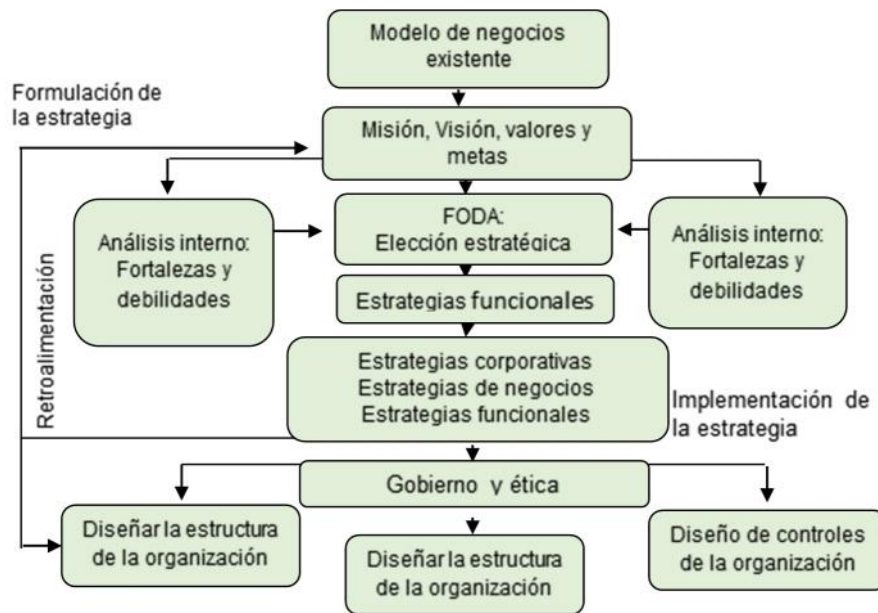 Modelo de negocios
existente
Formulación de
la estrategia
Misión, Visión, valores y
metas
Análisis interno:
Fortalezas y
debilidades
FODA:
Elección estratégica
Análisis interno:
Fortalezas y
debilidades
Estrategias funcionales
Retroalimentación
Estrategias corporativas
Estrategias de negocios
Estrategias funcionales
Implementación de
la estrategia
Gobierno y ética
Diseñar la estructura
de la organización
Diseñar la estructura
de la organización
Diseño de controles
de la organización